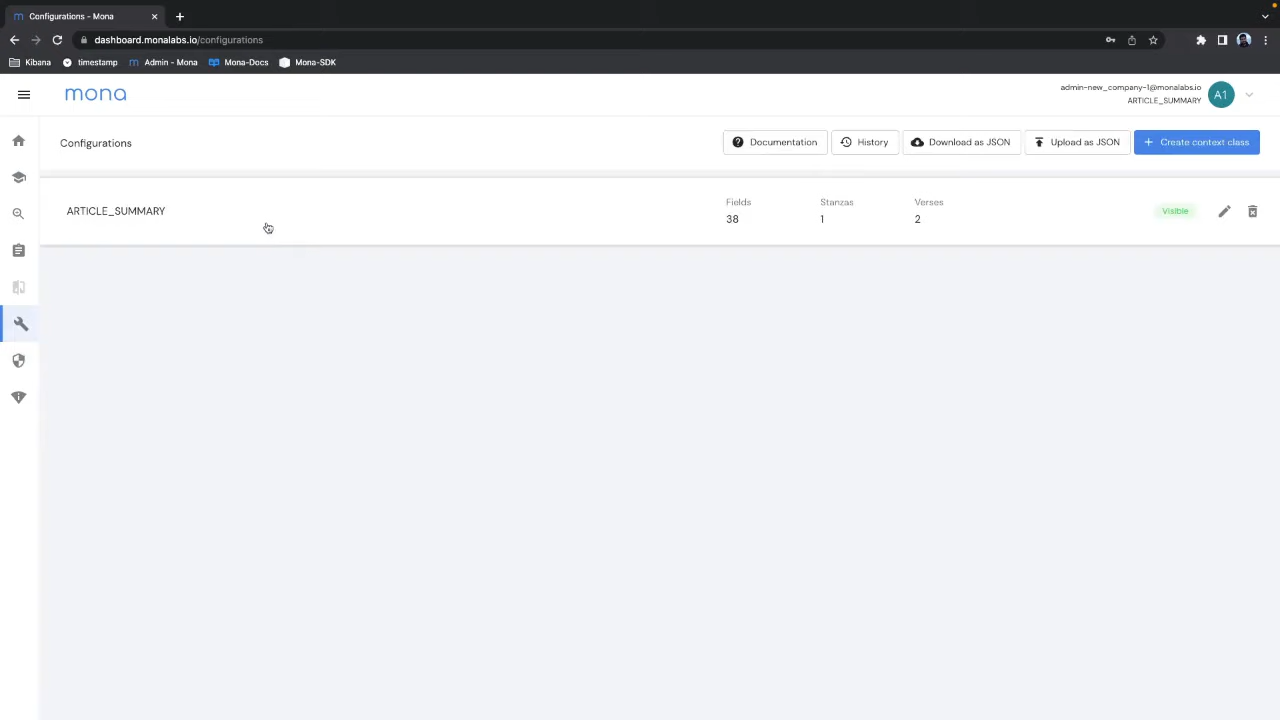 Configurations - Mona
dashboard.monalabs.io/configurations
Kibana timestamp Admin - Mona Mona-Docs Mona-SDK
mona
admin-new_company-1@monalabs.io
ARTICLE_SUMMARY
A1
Configurations
Documentation History Download as JSON Upload as JSON + Create context class
ARTICLE_SUMMARY
Fields Stanzas Verses
38 1 2
Visible